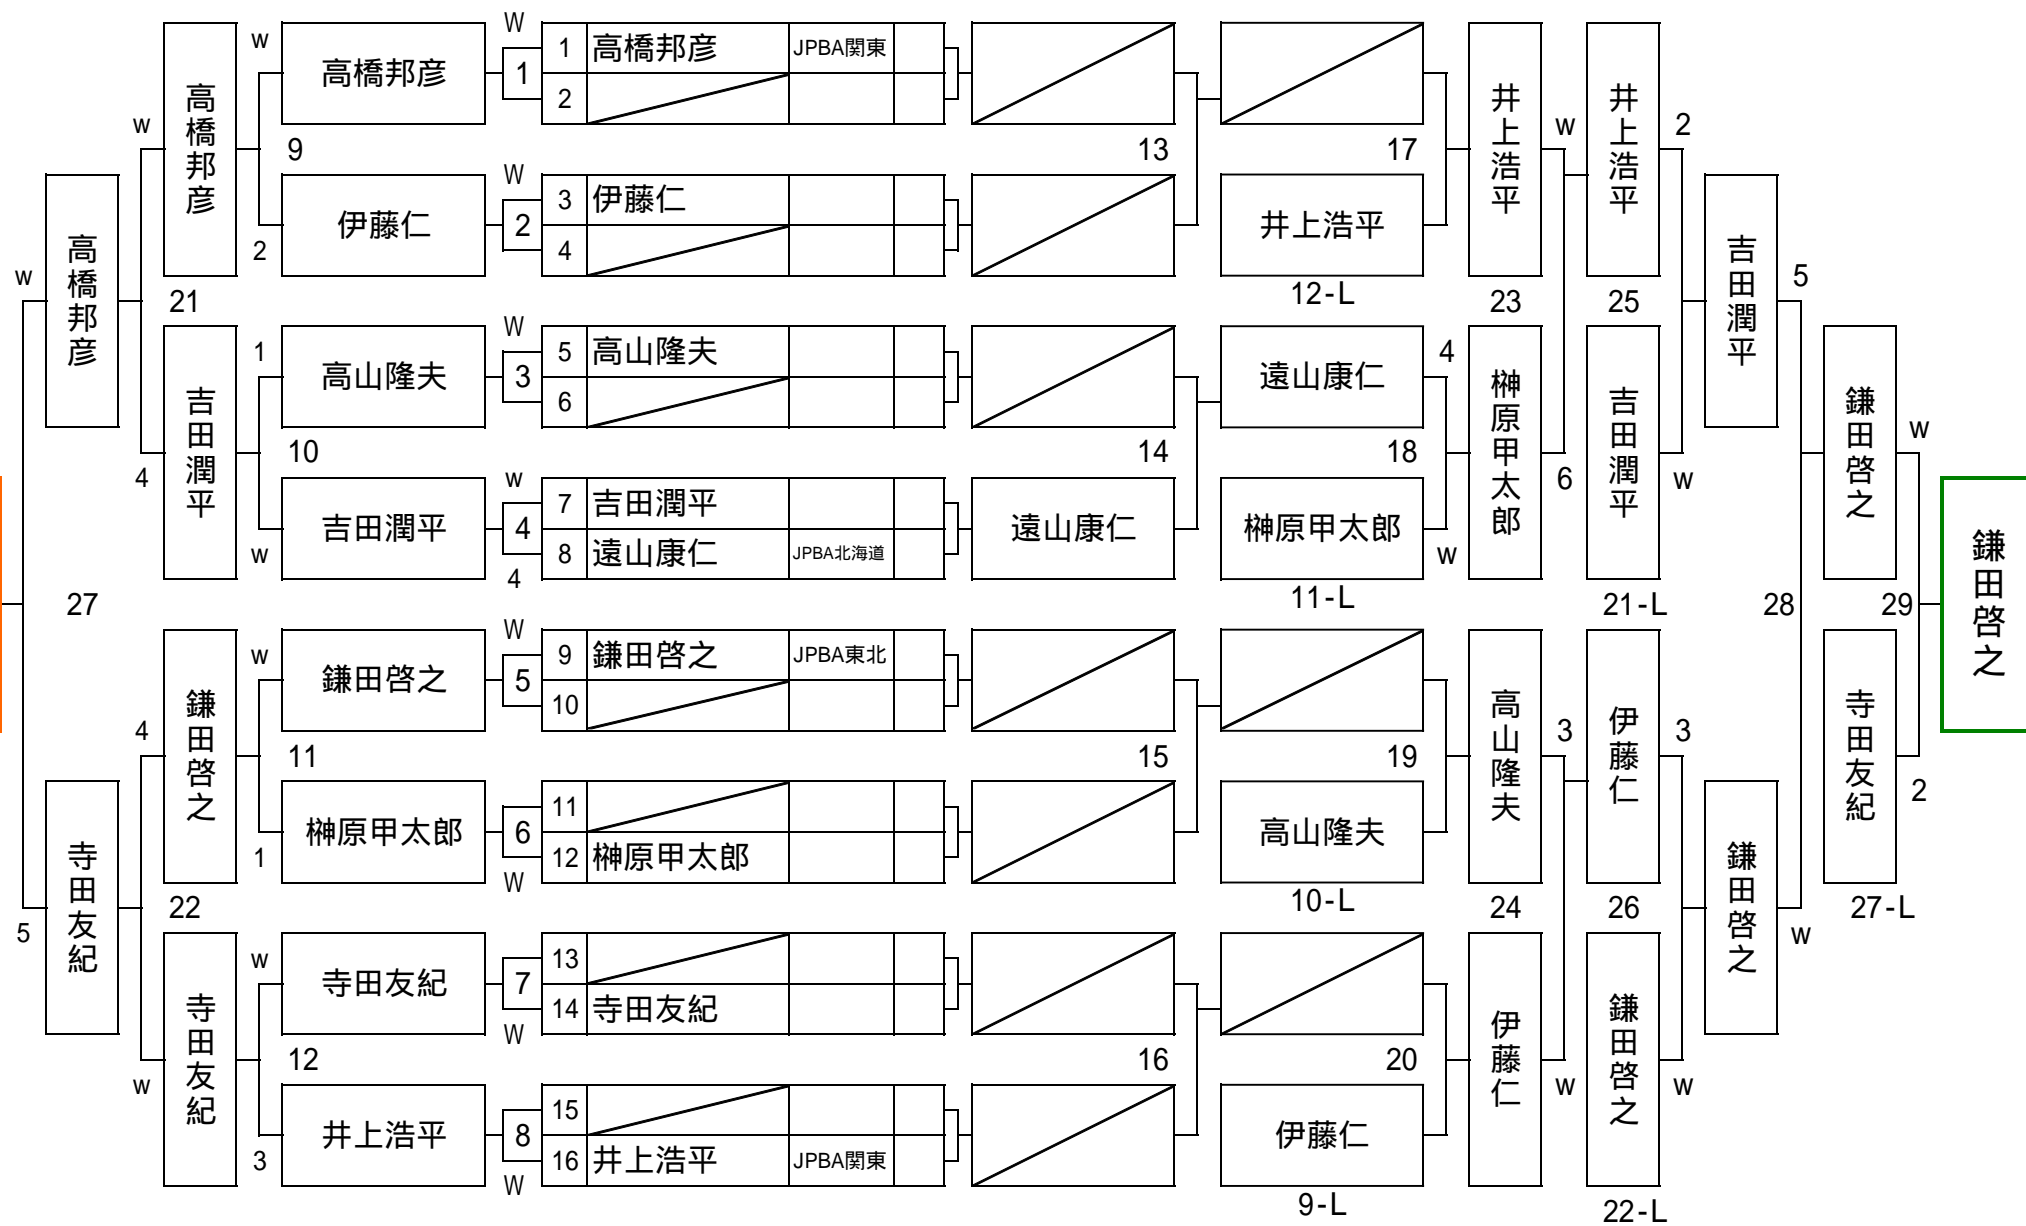 高橋邦彦
寺田友紀
w
5
27
高橋邦彦
吉田潤平
鎌田啓之
寺田友紀
w
4
4
w
21
22
w
高橋邦彦
9
2
伊藤仁
1
高山隆夫
10
w
吉田潤平
w
鎌田啓之
11
1
榊原甲太郎
w
寺田友紀
12
3
井上浩平
W
1
1 高橋邦彦 JPBA関東
2
W
2
3 伊藤仁
4
W
3
5 高山隆夫
6
w
4
7 吉田潤平
8 遠山康仁 JPBA北海道
4
W
5
9 鎌田啓之 JPBA東北
10
6
11
12 榊原甲太郎
W
7
13
14 寺田友紀
W
8
15
16 井上浩平 JPBA関東
W
13
14
遠山康仁
15
16
17
井上浩平
12-L
遠山康仁
4
18
榊原甲太郎
w
11-L
19
高山隆夫
10-L
20
伊藤仁
9-L
井上浩平
w
23
榊原甲太郎
6
高山隆夫
3
24
伊藤仁
w
井上浩平
2
25
吉田潤平
w
21-L
伊藤仁
3
26
鎌田啓之
w
22-L
吉田潤平
5
28
鎌田啓之
w
鎌田啓之
w
29
寺田友紀
2
27-L
鎌田啓之